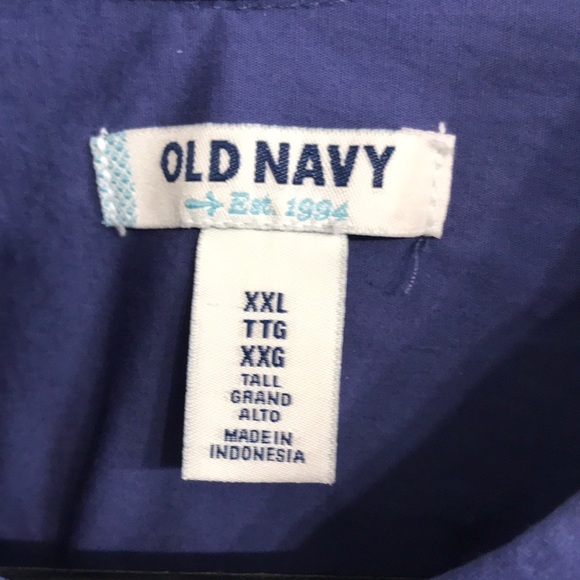 OLD NAVY
Est. 1994
XXL
TTG
XXG
TALL
GRAND
ALTO
MADE IN
INDONESIA